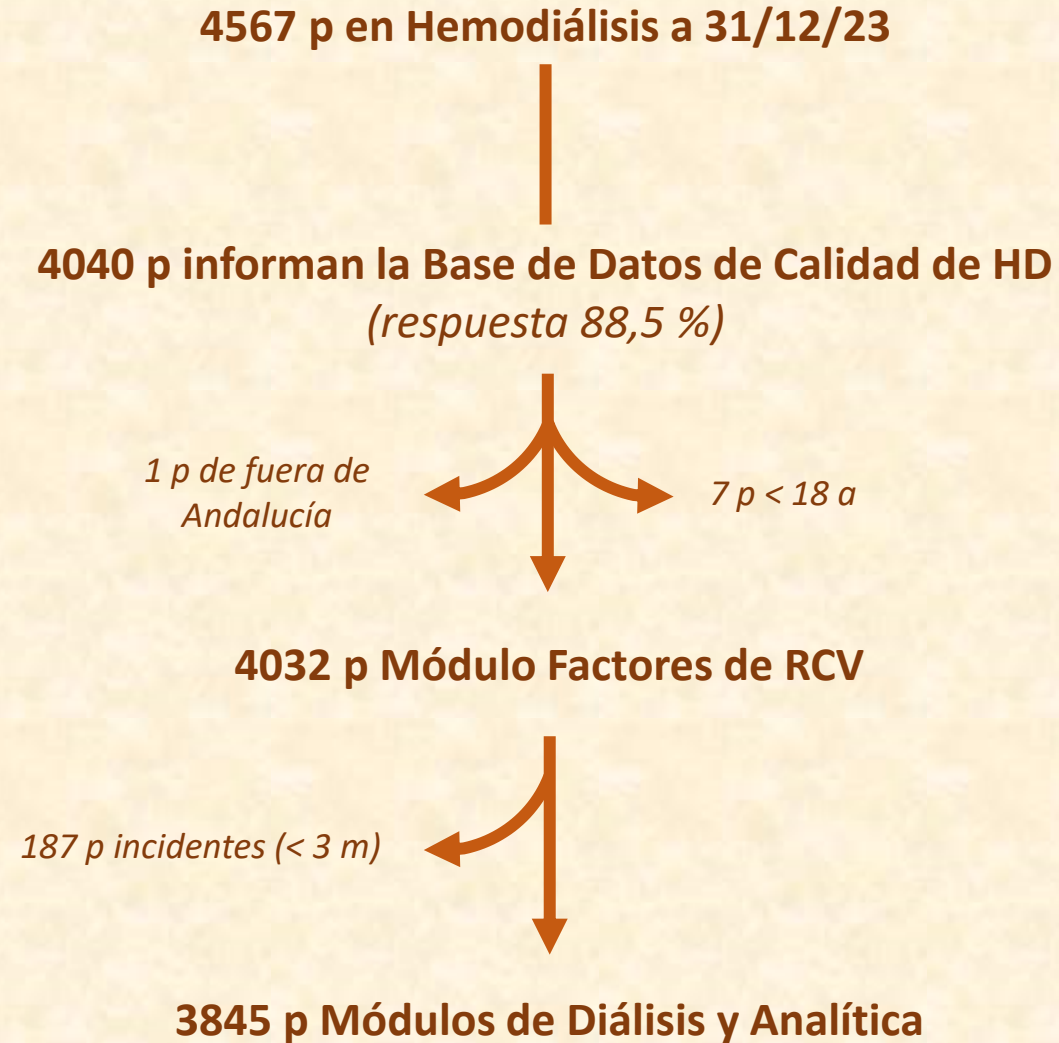 4567 p en Hemodiálisis a 31/12/23
4040 p informan la Base de Datos de Calidad de HD
(respuesta 88,5 %)
1 p de fuera de
Andalucía
7 p < 18 a
4032 p Módulo Factores de RCV
187 p incidentes (< 3 m)
3845 p Módulos de Diálisis y Analítica